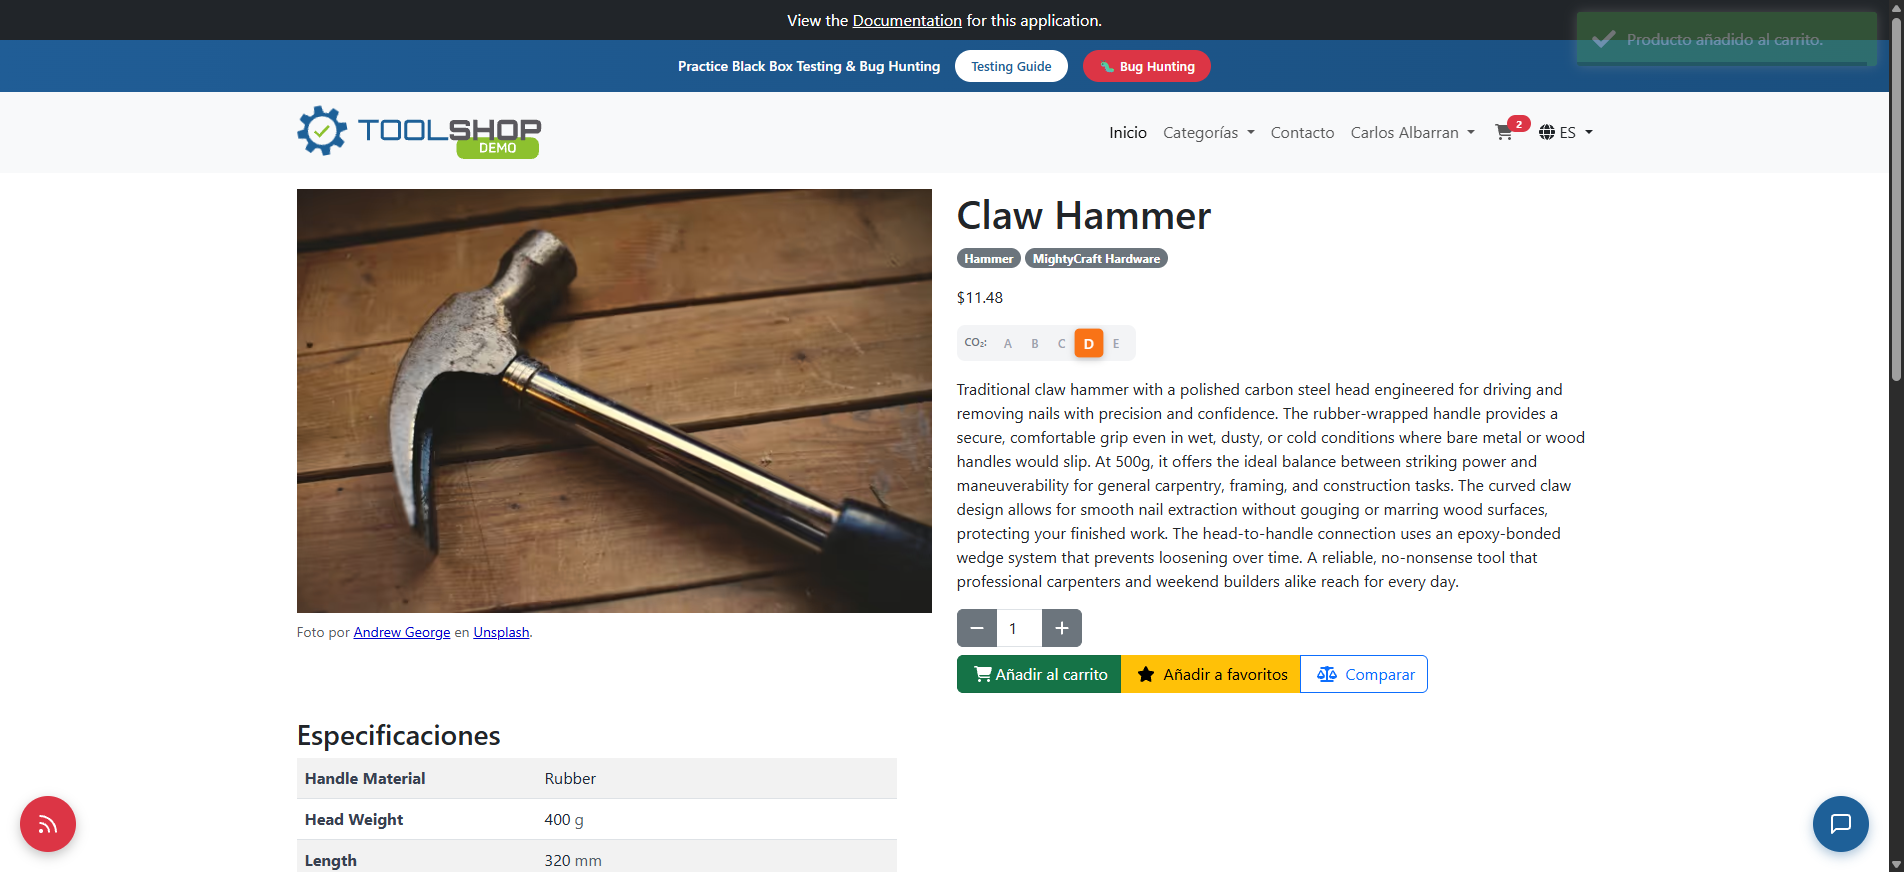 View the Documentation for this application.
Producto añadido al carrito.
Practice Black Box Testing & Bug Hunting
Testing Guide
Bug Hunting
TOOLSHOP
DEMO
Inicio
Categorías
Contacto
Carlos Albarran
2
ES
Claw Hammer
Hammer
MightyCraft Hardware
$11.48
CO₂:
A
B
C
D
E
Traditional claw hammer with a polished carbon steel head engineered for driving and
removing nails with precision and confidence. The rubber-wrapped handle provides a
secure, comfortable grip even in wet, dusty, or cold conditions where bare metal or wood
handles would slip. At 500g, it offers the ideal balance between striking power and
maneuverability for general carpentry, framing, and construction tasks. The curved claw
design allows for smooth nail extraction without gouging or marring wood surfaces,
protecting your finished work. The head-to-handle connection uses an epoxy-bonded
wedge system that prevents loosening over time. A reliable, no-nonsense tool that
professional carpenters and weekend builders alike reach for every day.
1
Foto por Andrew George en Unsplash.
Añadir al carrito
Añadir a favoritos
Comparar
Especificaciones
Handle Material Rubber
Head Weight 400 g
Length 320 mm